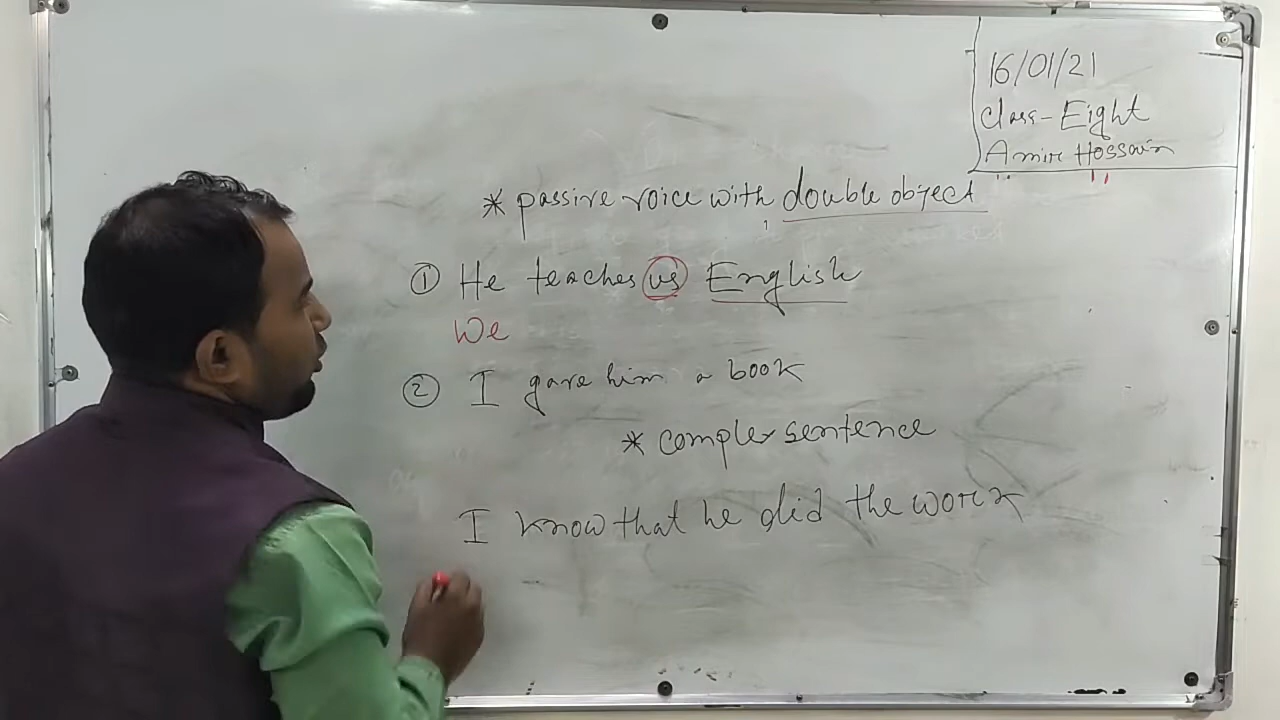 16/01/21
Class-Eight
Amir Hossain
* passive voice with double object
① He teaches us English
We
② I gave him a book
* complex sentence
I know that he did the work